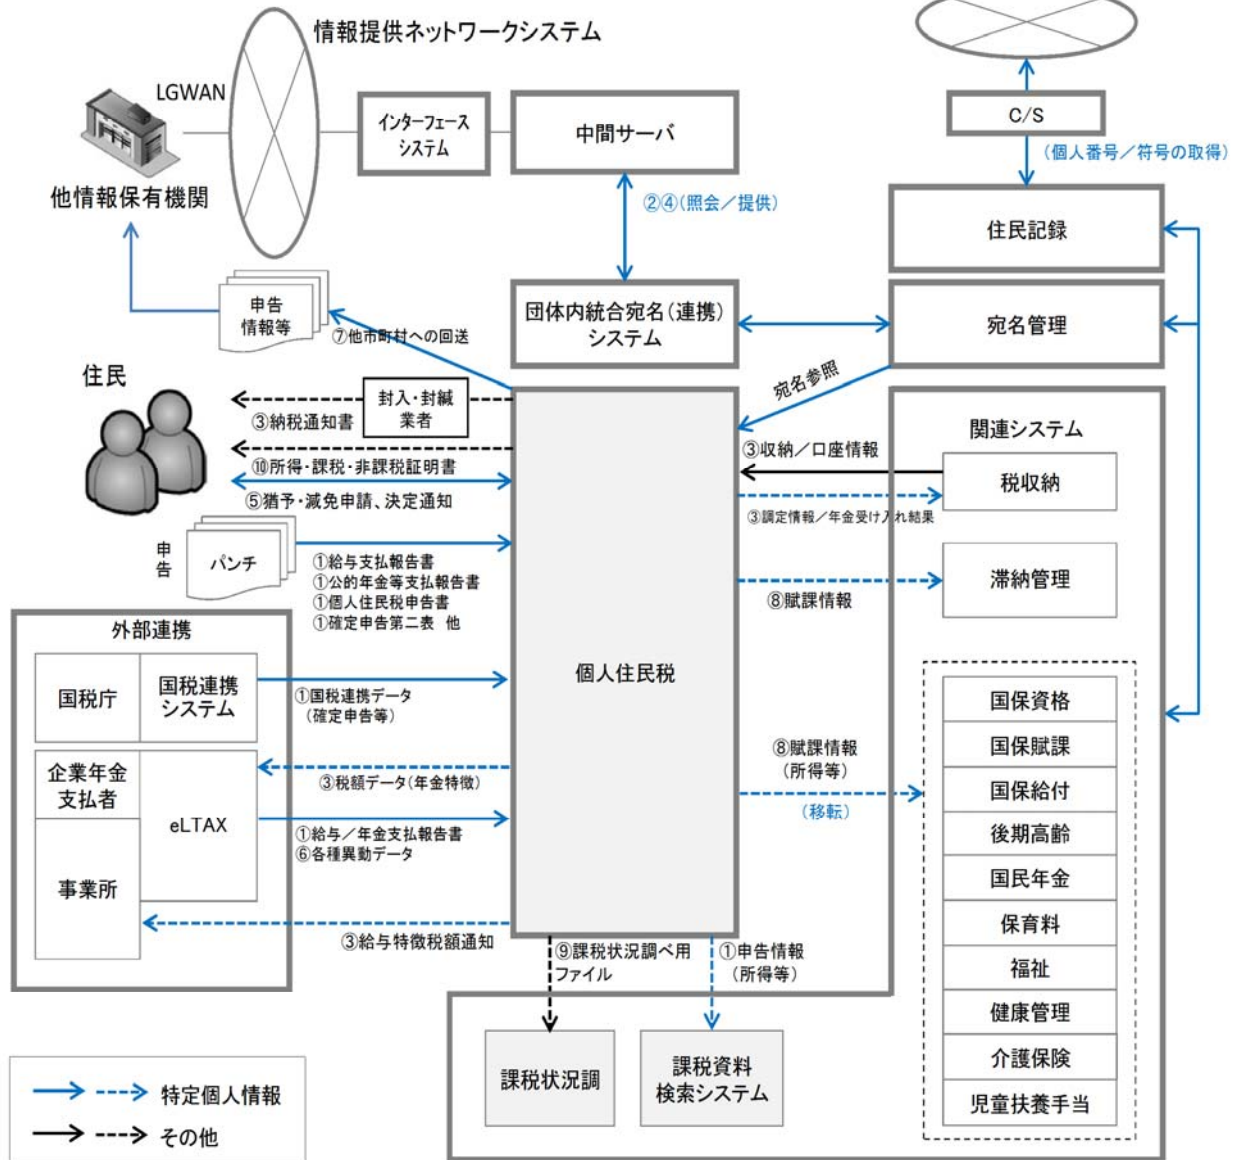 情報提供ネットワークシステム
LGWAN
インターフェース
システム
中間サーバ
C/S
(個人番号/符号の取得)
他情報保有機関
②④(照会/提供)
住民記録
申告
情報等
団体内統合宛名(連携)
システム
宛名管理
⑦他市町村への回送
宛名参照
住民
封入・封緘
業者
③納税通知書
関連システム
③収納/口座情報
税収納
⑩所得・課税・非課税証明書
⑤猶予・減免申請、決定通知
③調定情報/年金受け入れ結果
申告
パンチ
①給与支払報告書
①公的年金等支払報告書
①個人住民税申告書
①確定申告第二表 他
滞納管理
⑧賦課情報
外部連携
個人住民税
国税庁
国税連携
システム
①国税連携データ
(確定申告等)
国保資格
国保賦課
国保給付
後期高齢
国民年金
保育料
福祉
健康管理
介護保険
児童扶養手当
⑧賦課情報
(所得等)
(移転)
企業年金
支払者
eLTAX
③税額データ(年金特徴)
①給与/年金支払報告書
⑥各種異動データ
事業所
③給与特徴税額通知
⑨課税状況調べ用
ファイル
①申告情報
(所得等)
課税状況調
課税資料
検索システム
特定個人情報
その他